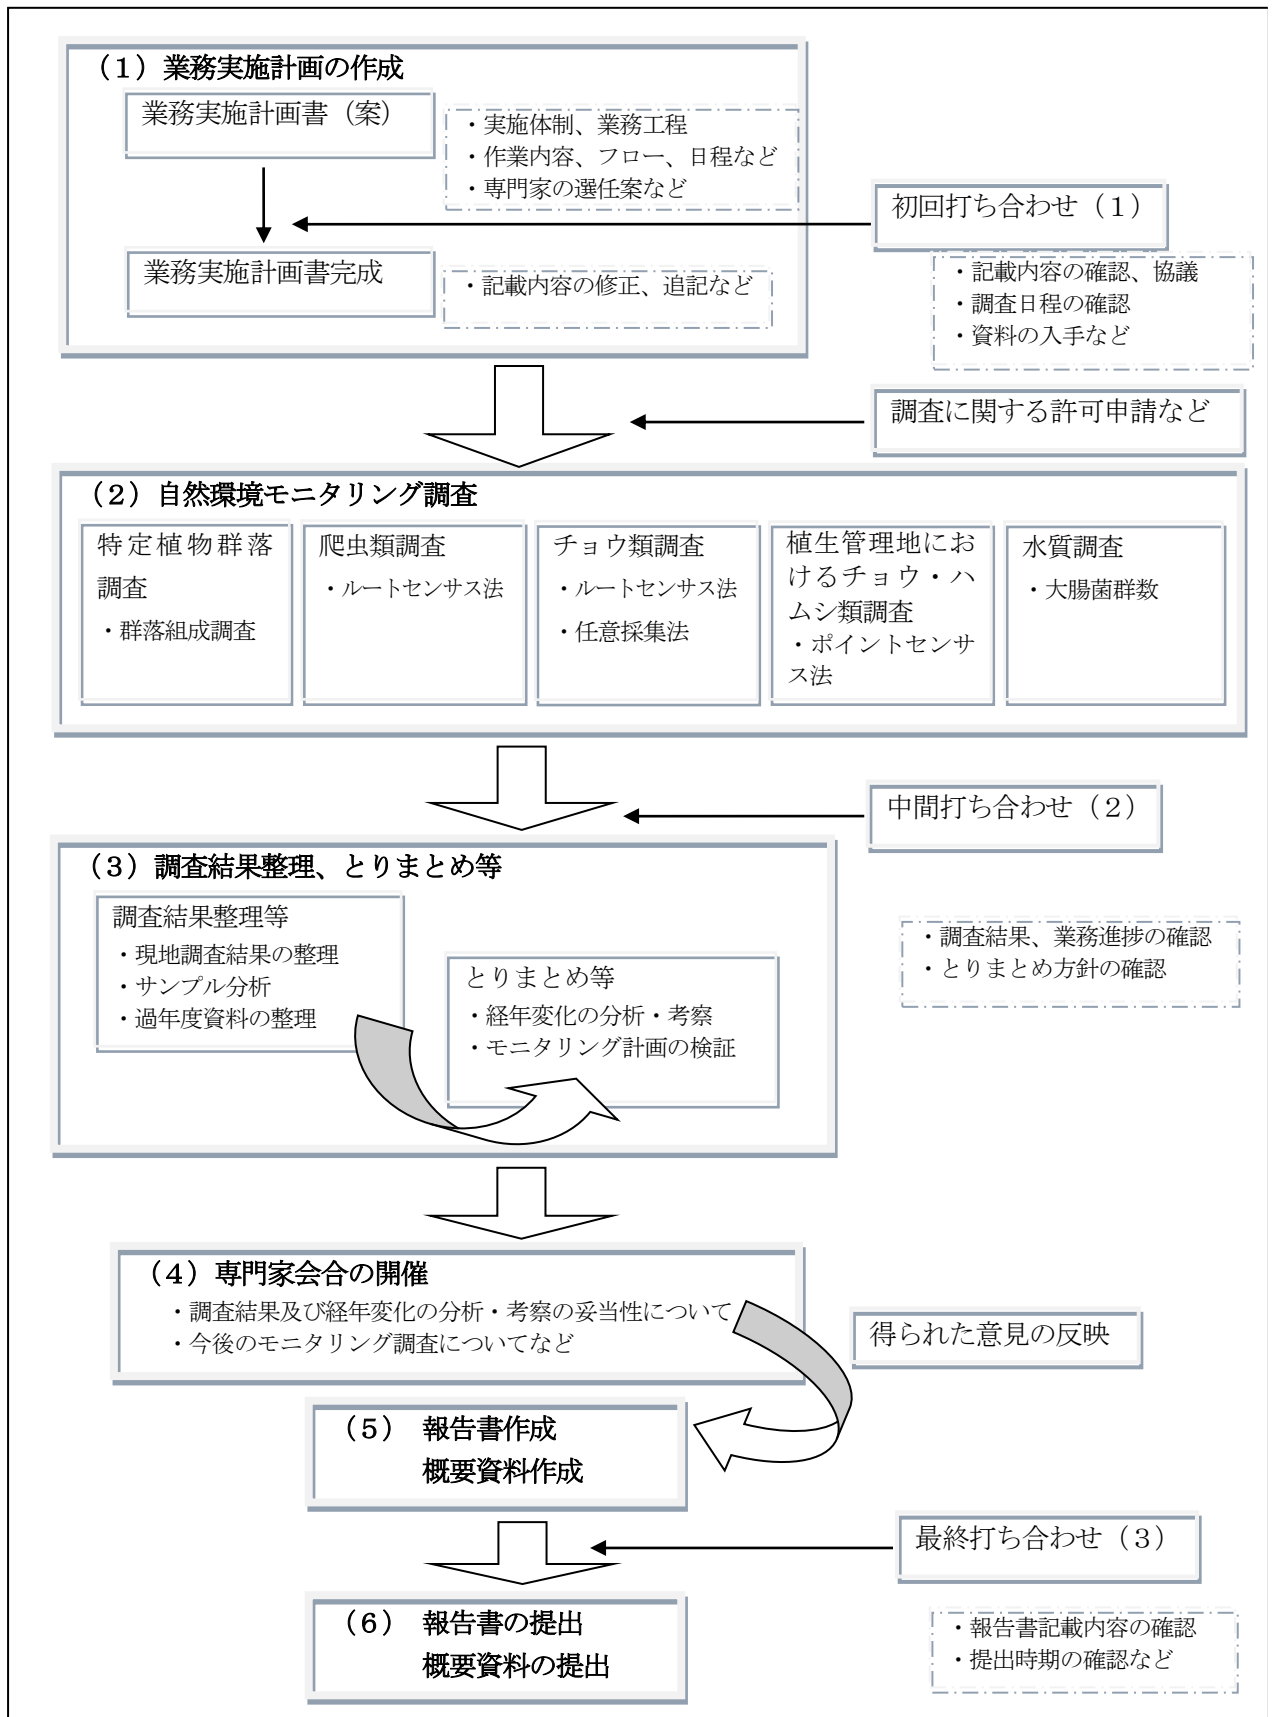 （１）業務実施計画の作成
業務実施計画書（案）
・実施体制、業務工程
・作業内容、フロー、日程など
・専門家の選任案など
初回打ち合わせ（１）
業務実施計画書完成
・記載内容の修正、追記など
・記載内容の確認、協議
・調査日程の確認
・資料の入手など
調査に関する許可申請など
（２）自然環境モニタリング調査
特定植物群落
調査
・群落組成調査
爬虫類調査
・ルートセンサス法
チョウ類調査
・ルートセンサス法
・任意採集法
植生管理地にお
けるチョウ・ハ
ムシ類調査
・ポイントセンサ
ス法
水質調査
・大腸菌群数
中間打ち合わせ（２）
（３）調査結果整理、とりまとめ等
調査結果整理等
・現地調査結果の整理
・サンプル分析
・過年度資料の整理
とりまとめ等
・経年変化の分析・考察
・モニタリング計画の検証
・調査結果、業務進捗の確認
・とりまとめ方針の確認
（４）専門家会合の開催
・調査結果及び経年変化の分析・考察の妥当性について
・今後のモニタリング調査についてなど
得られた意見の反映
（５） 報告書作成
概要資料作成
最終打ち合わせ（３）
（６） 報告書の提出
概要資料の提出
・報告書記載内容の確認
・提出時期の確認など